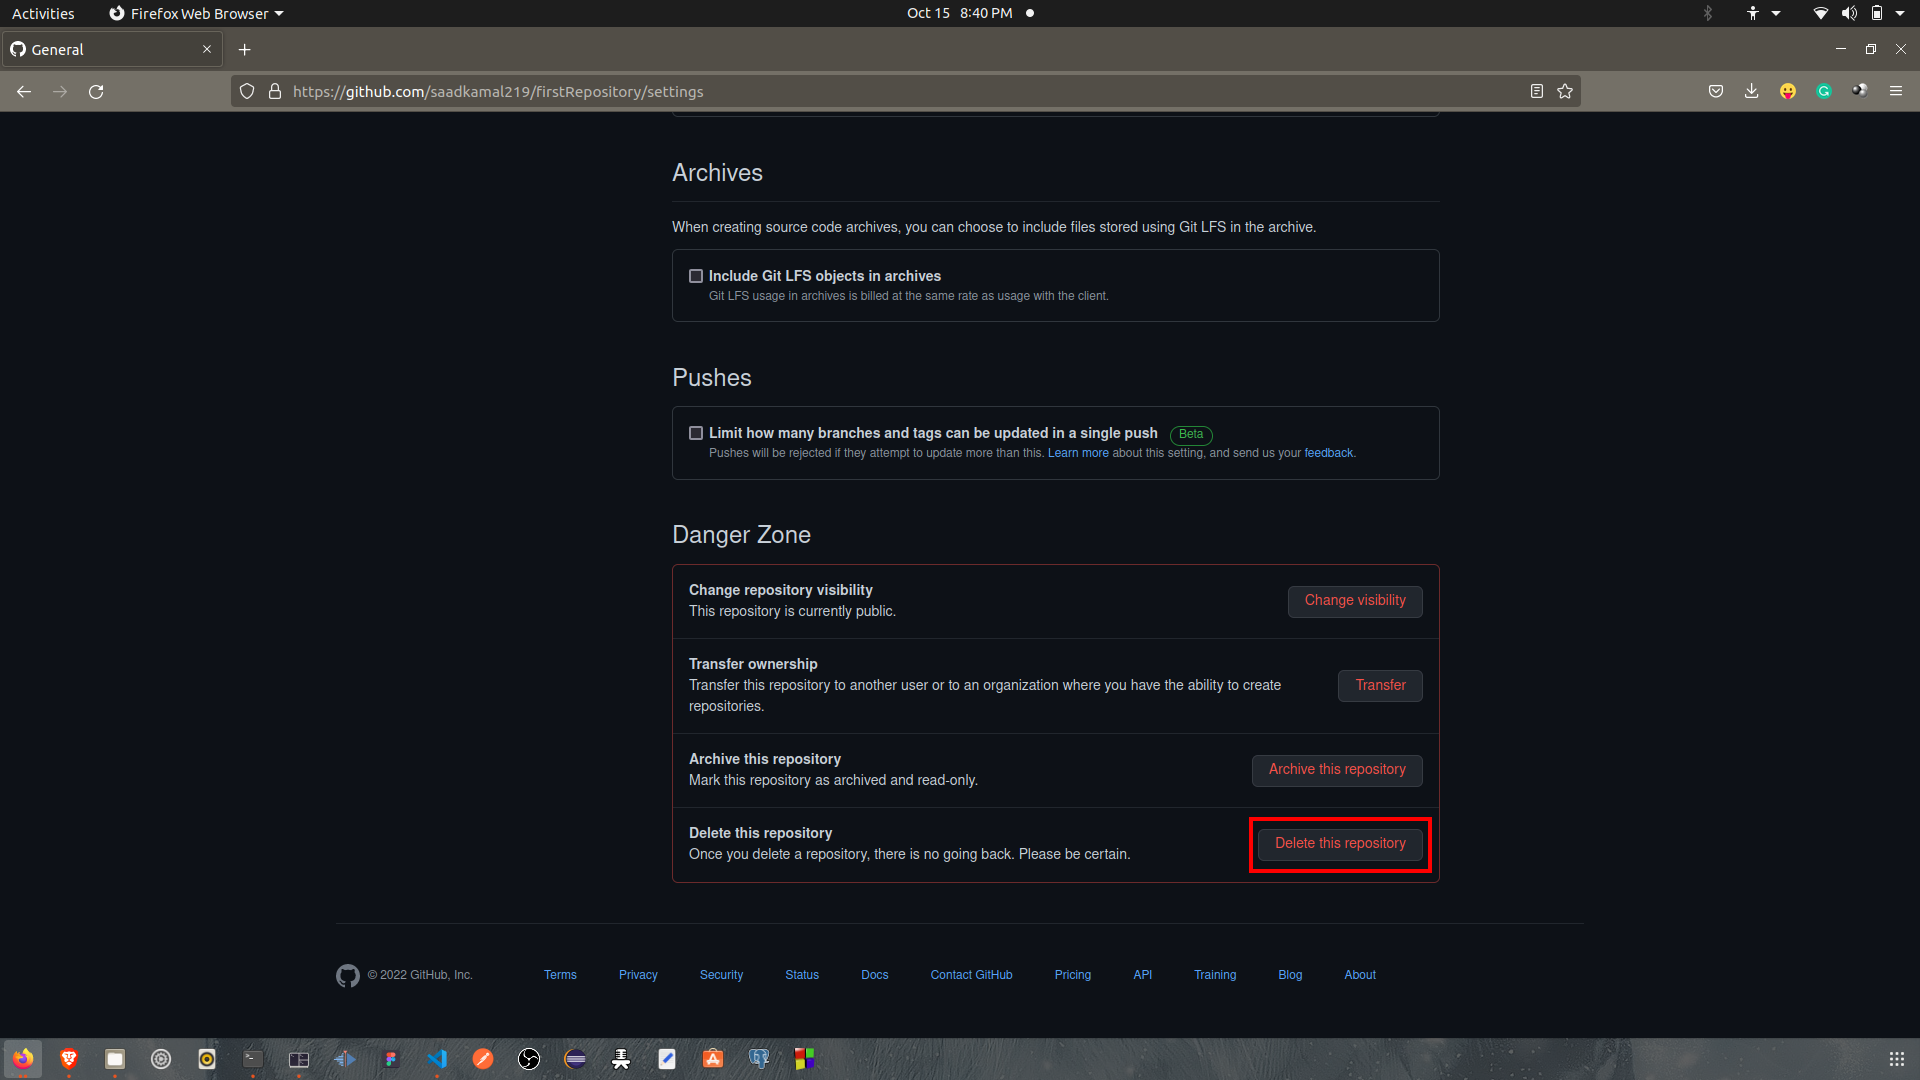 Activities
Firefox Web Browser
Oct 15 8:40 PM
General
https://github.com/saadkamal219/firstRepository/settings
Archives
When creating source code archives, you can choose to include files stored using Git LFS in the archive.
Include Git LFS objects in archives
Git LFS usage in archives is billed at the same rate as usage with the client.
Pushes
Limit how many branches and tags can be updated in a single push Beta
Pushes will be rejected if they attempt to update more than this. Learn more about this setting, and send us your feedback.
Danger Zone
Change repository visibility
This repository is currently public.
Change visibility
Transfer ownership
Transfer this repository to another user or to an organization where you have the ability to create
repositories.
Transfer
Archive this repository
Mark this repository as archived and read-only.
Archive this repository
Delete this repository
Once you delete a repository, there is no going back. Please be certain.
Delete this repository
© 2022 GitHub, Inc.
Terms
Privacy
Security
Status
Docs
Contact GitHub
Pricing
API
Training
Blog
About